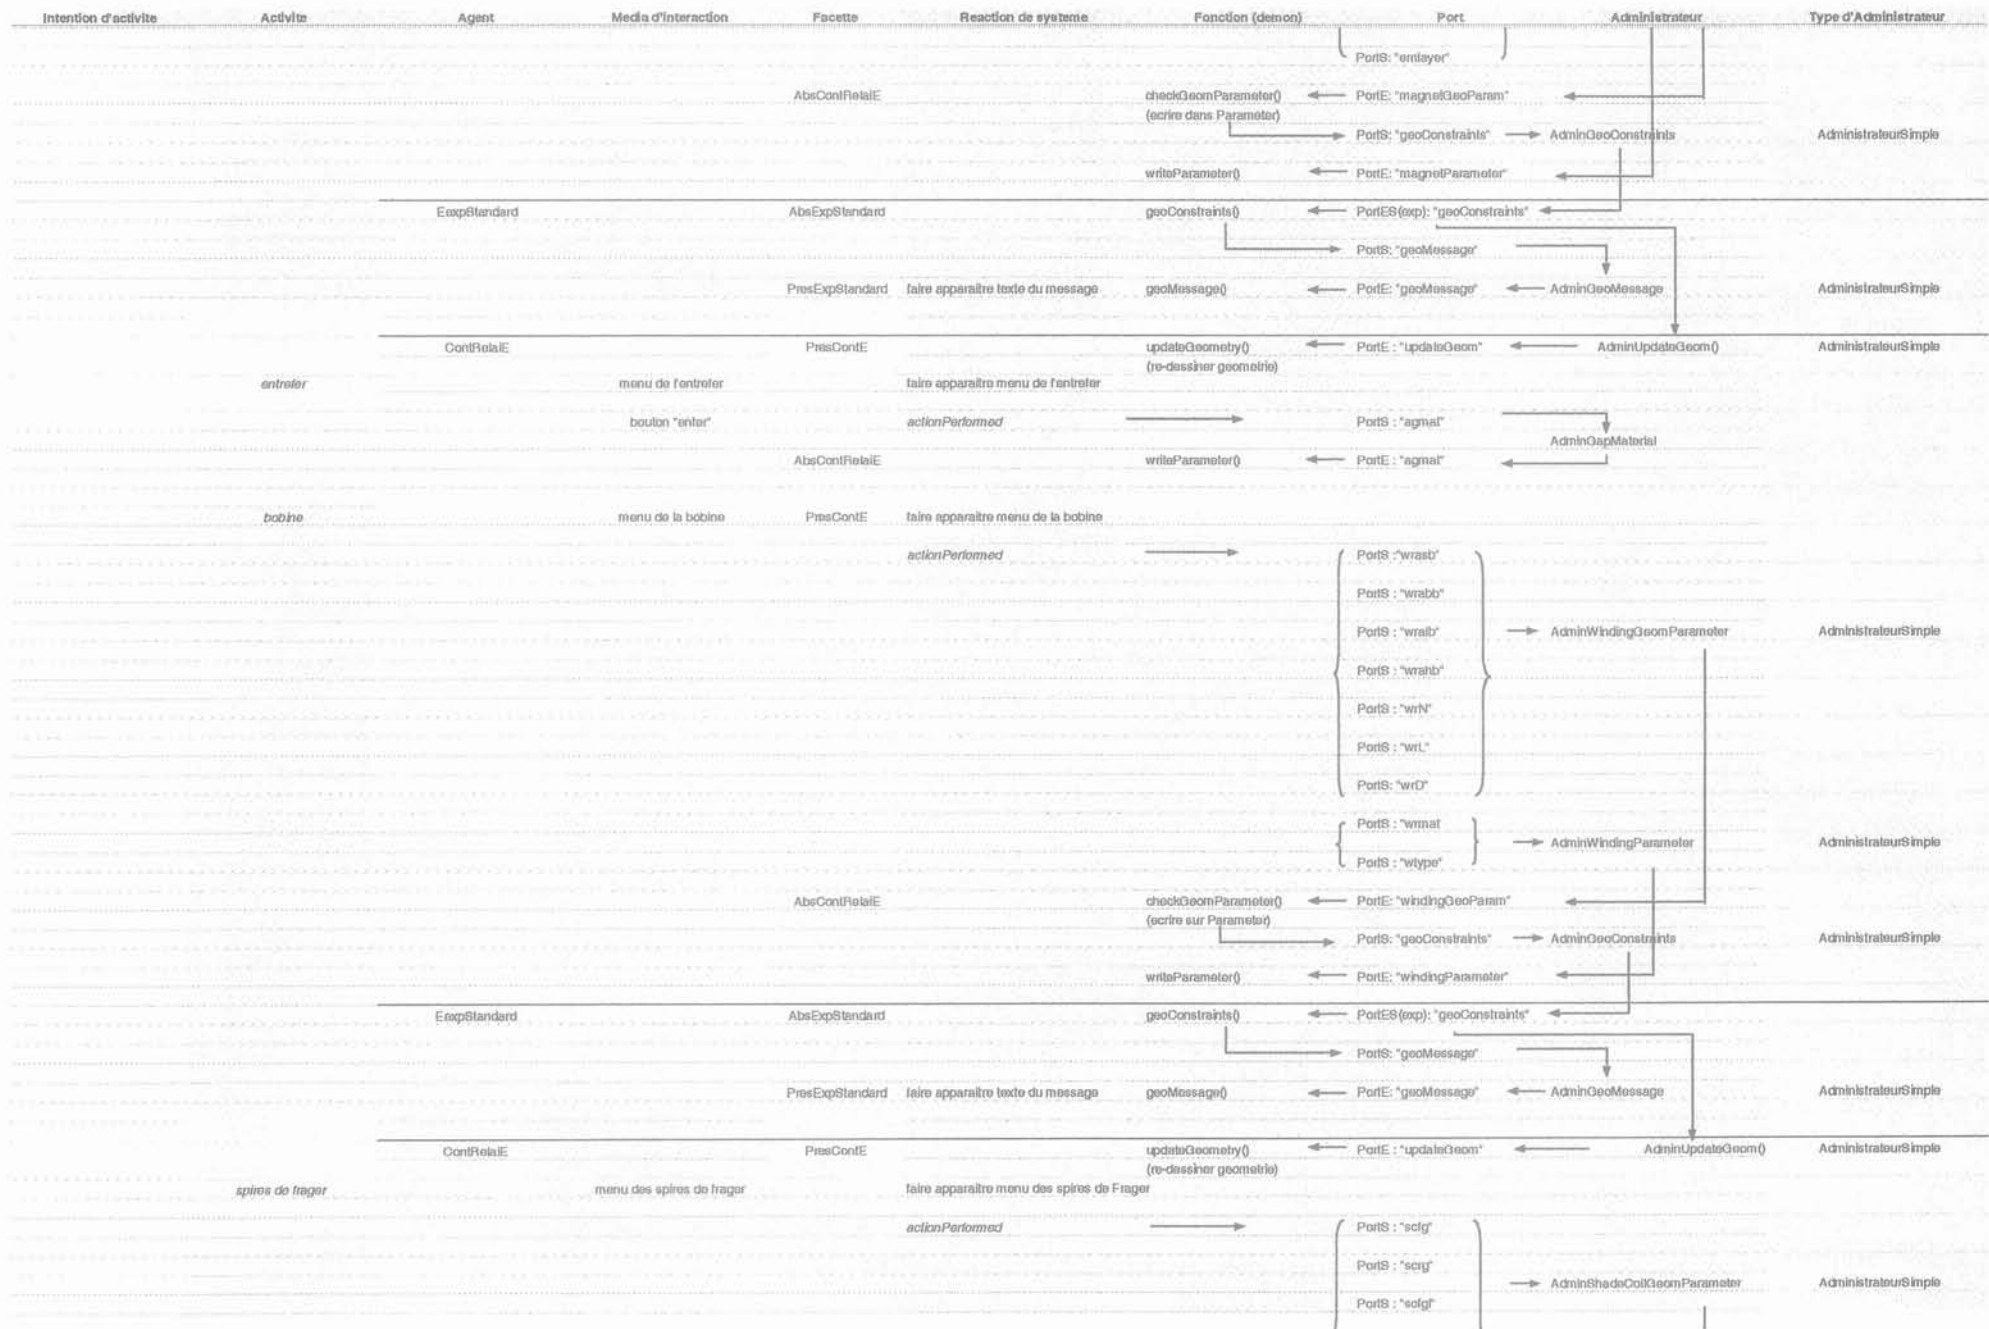 Intention d'activite Activite Agent Media d'interaction Facette Reaction de systeme Fonction (demon) Port Administrateur Type d'Administrateur
PortS: "emlayer"
AbsContRelaiE checkGeomParameter() PortE: "magnetGeoParam"
(ecrire dans Parameter)
PortS: "geoConstraints" AdminGeoConstraints AdministrateurSimple
writeParameter() PortE: "magnetParameter"
EexpStandard AbsExpStandard geoConstraints() PortES(exp): "geoConstraints"
PortS: "geoMessage"
PresExpStandard faire apparaitre texte du message geoMessage() PortE: "geoMessage" AdminGeoMessage AdministrateurSimple
ContRelaiE PresContE updateGeometry() PortE : "updateGeom" AdminUpdateGeom() AdministrateurSimple
(re-dessiner geometrie)
entrefer menu de l'entrefer faire apparaitre menu de l'entrefer
bouton "enter" actionPerformed PortS : "agmat"
AdminGapMaterial
AbsContRelaiE writeParameter() PortE : "agmat"
bobine menu de la bobine PresContE faire apparaitre menu de la bobine
actionPerformed PortS :"wrasb"
PortS : "wrabb"
PortS : "wralb" AdminWindingGeomParameter AdministrateurSimple
PortS : "wrahb"
PortS : "wrN"
PortS : "wrL"
PortS: "wrD"
PortS : "wrmat
AdminWindingParameter AdministrateurSimple
PortS : "wtype"
AbsContRelaiE checkGeomParameter() PortE: "windingGeoParam"
(ecrire sur Parameter)
PortS: "geoConstraints" AdminGeoConstraints AdministrateurSimple
writeParameter() PortE: "windingParameter"
EexpStandard AbsExpStandard geoConstraints() PortES(exp): "geoConstraints"
PortS: "geoMessage"
PresExpStandard faire apparaitre texte du message geoMessage() PortE: "geoMessage" AdminGeoMessage AdministrateurSimple
ContRelaiE PresContE updateGeometry() PortE : "updateGeom" AdminUpdateGeom() AdministrateurSimple
(re-dessiner geometrie)
spires de frager menu des spires de frager faire apparaitre menu des spires de Frager
actionPerformed PortS : "scfg"
PortS : "scrg"
AdminShadeCoilGeomParameter AdministrateurSimple
PortS : "scfgl"